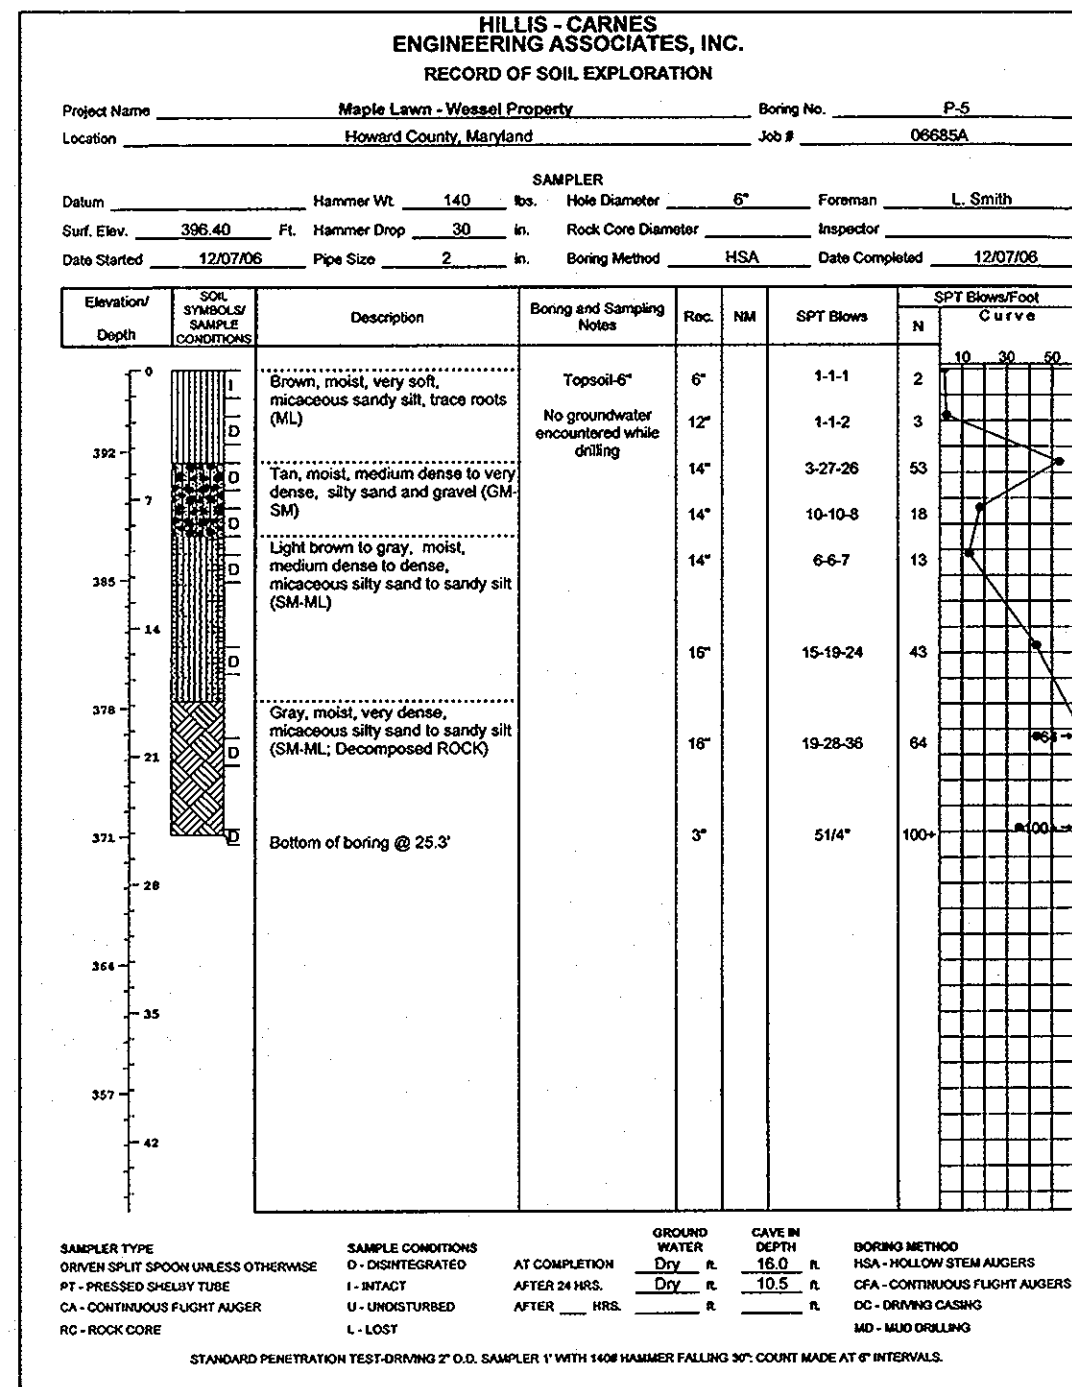 HILLIS - CARNES
ENGINEERING ASSOCIATES, INC.
RECORD OF SOIL EXPLORATION
Project Name Maple Lawn - Wessel Property Boring No. P-5
Location Howard County, Maryland Job # 06685A
SAMPLER
Datum Hammer Wt. 140 lbs. Hole Diameter 6" Foreman L. Smith
Surf. Elev. 396.40 Ft. Hammer Drop 30 in. Rock Core Diameter Inspector
Date Started 12/07/06 Pipe Size 2 in. Boring Method HSA Date Completed 12/07/06
Elevation/ Depth SOIL SYMBOLS/ SAMPLE CONDITIONS Description Boring and Sampling Notes Rec. NM SPT Blows SPT Blows/Foot N Curve
10 30 50
0 I Brown, moist, very soft, Topsoil-6" 6" 1-1-1 2
micaceous sandy silt, trace roots
(ML) No groundwater 12" 1-1-2 3
D encountered while
392 drilling
D Tan, moist, medium dense to very 14" 3-27-26 53
dense, silty sand and gravel (GM-
7 SM) 14" 10-10-8 18
D
Light brown to gray, moist,
D medium dense to dense, 14" 6-6-7 13
385 micaceous silty sand to sandy silt
(SM-ML)
14
D 16" 15-19-24 43
378 Gray, moist, very dense,
micaceous silty sand to sandy silt
21 D (SM-ML; Decomposed ROCK) 16" 19-28-36 64 64
371 D Bottom of boring @ 25.3' 3" 51/4" 100+ 100+
28
364
35
357
42
GROUND CAVE IN
SAMPLER TYPE SAMPLE CONDITIONS WATER DEPTH BORING METHOD
DRIVEN SPLIT SPOON UNLESS OTHERWISE D - DISINTEGRATED AT COMPLETION Dry ft. 16.0 ft. HSA - HOLLOW STEM AUGERS
PT - PRESSED SHELBY TUBE I - INTACT AFTER 24 HRS. Dry ft. 10.5 ft. CFA - CONTINUOUS FLIGHT AUGERS
CA - CONTINUOUS FLIGHT AUGER U - UNDISTURBED AFTER ___ HRS. ft. ft. DC - DRIVING CASING
RC - ROCK CORE L - LOST MD - MUD DRILLING
STANDARD PENETRATION TEST-DRIVING 2" O.D. SAMPLER 1' WITH 140# HAMMER FALLING 30": COUNT MADE AT 6" INTERVALS.